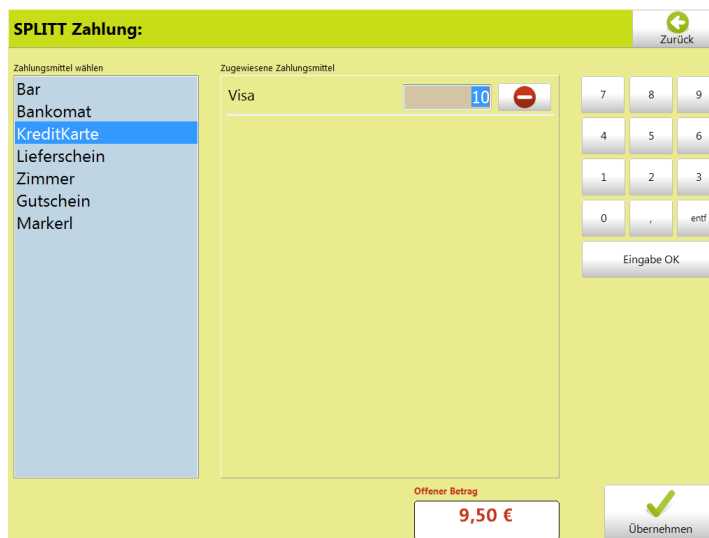 SPLITT Zahlung:
Zurück
Zahlungsmittel wählen
Zugewiesene Zahlungsmittel
Bar
Bankomat
KreditKarte
Lieferschein
Zimmer
Gutschein
Markerl
Visa
10
7 8 9
4 5 6
1 2 3
0 , entf
Eingabe OK
Offener Betrag
9,50 €
Übernehmen